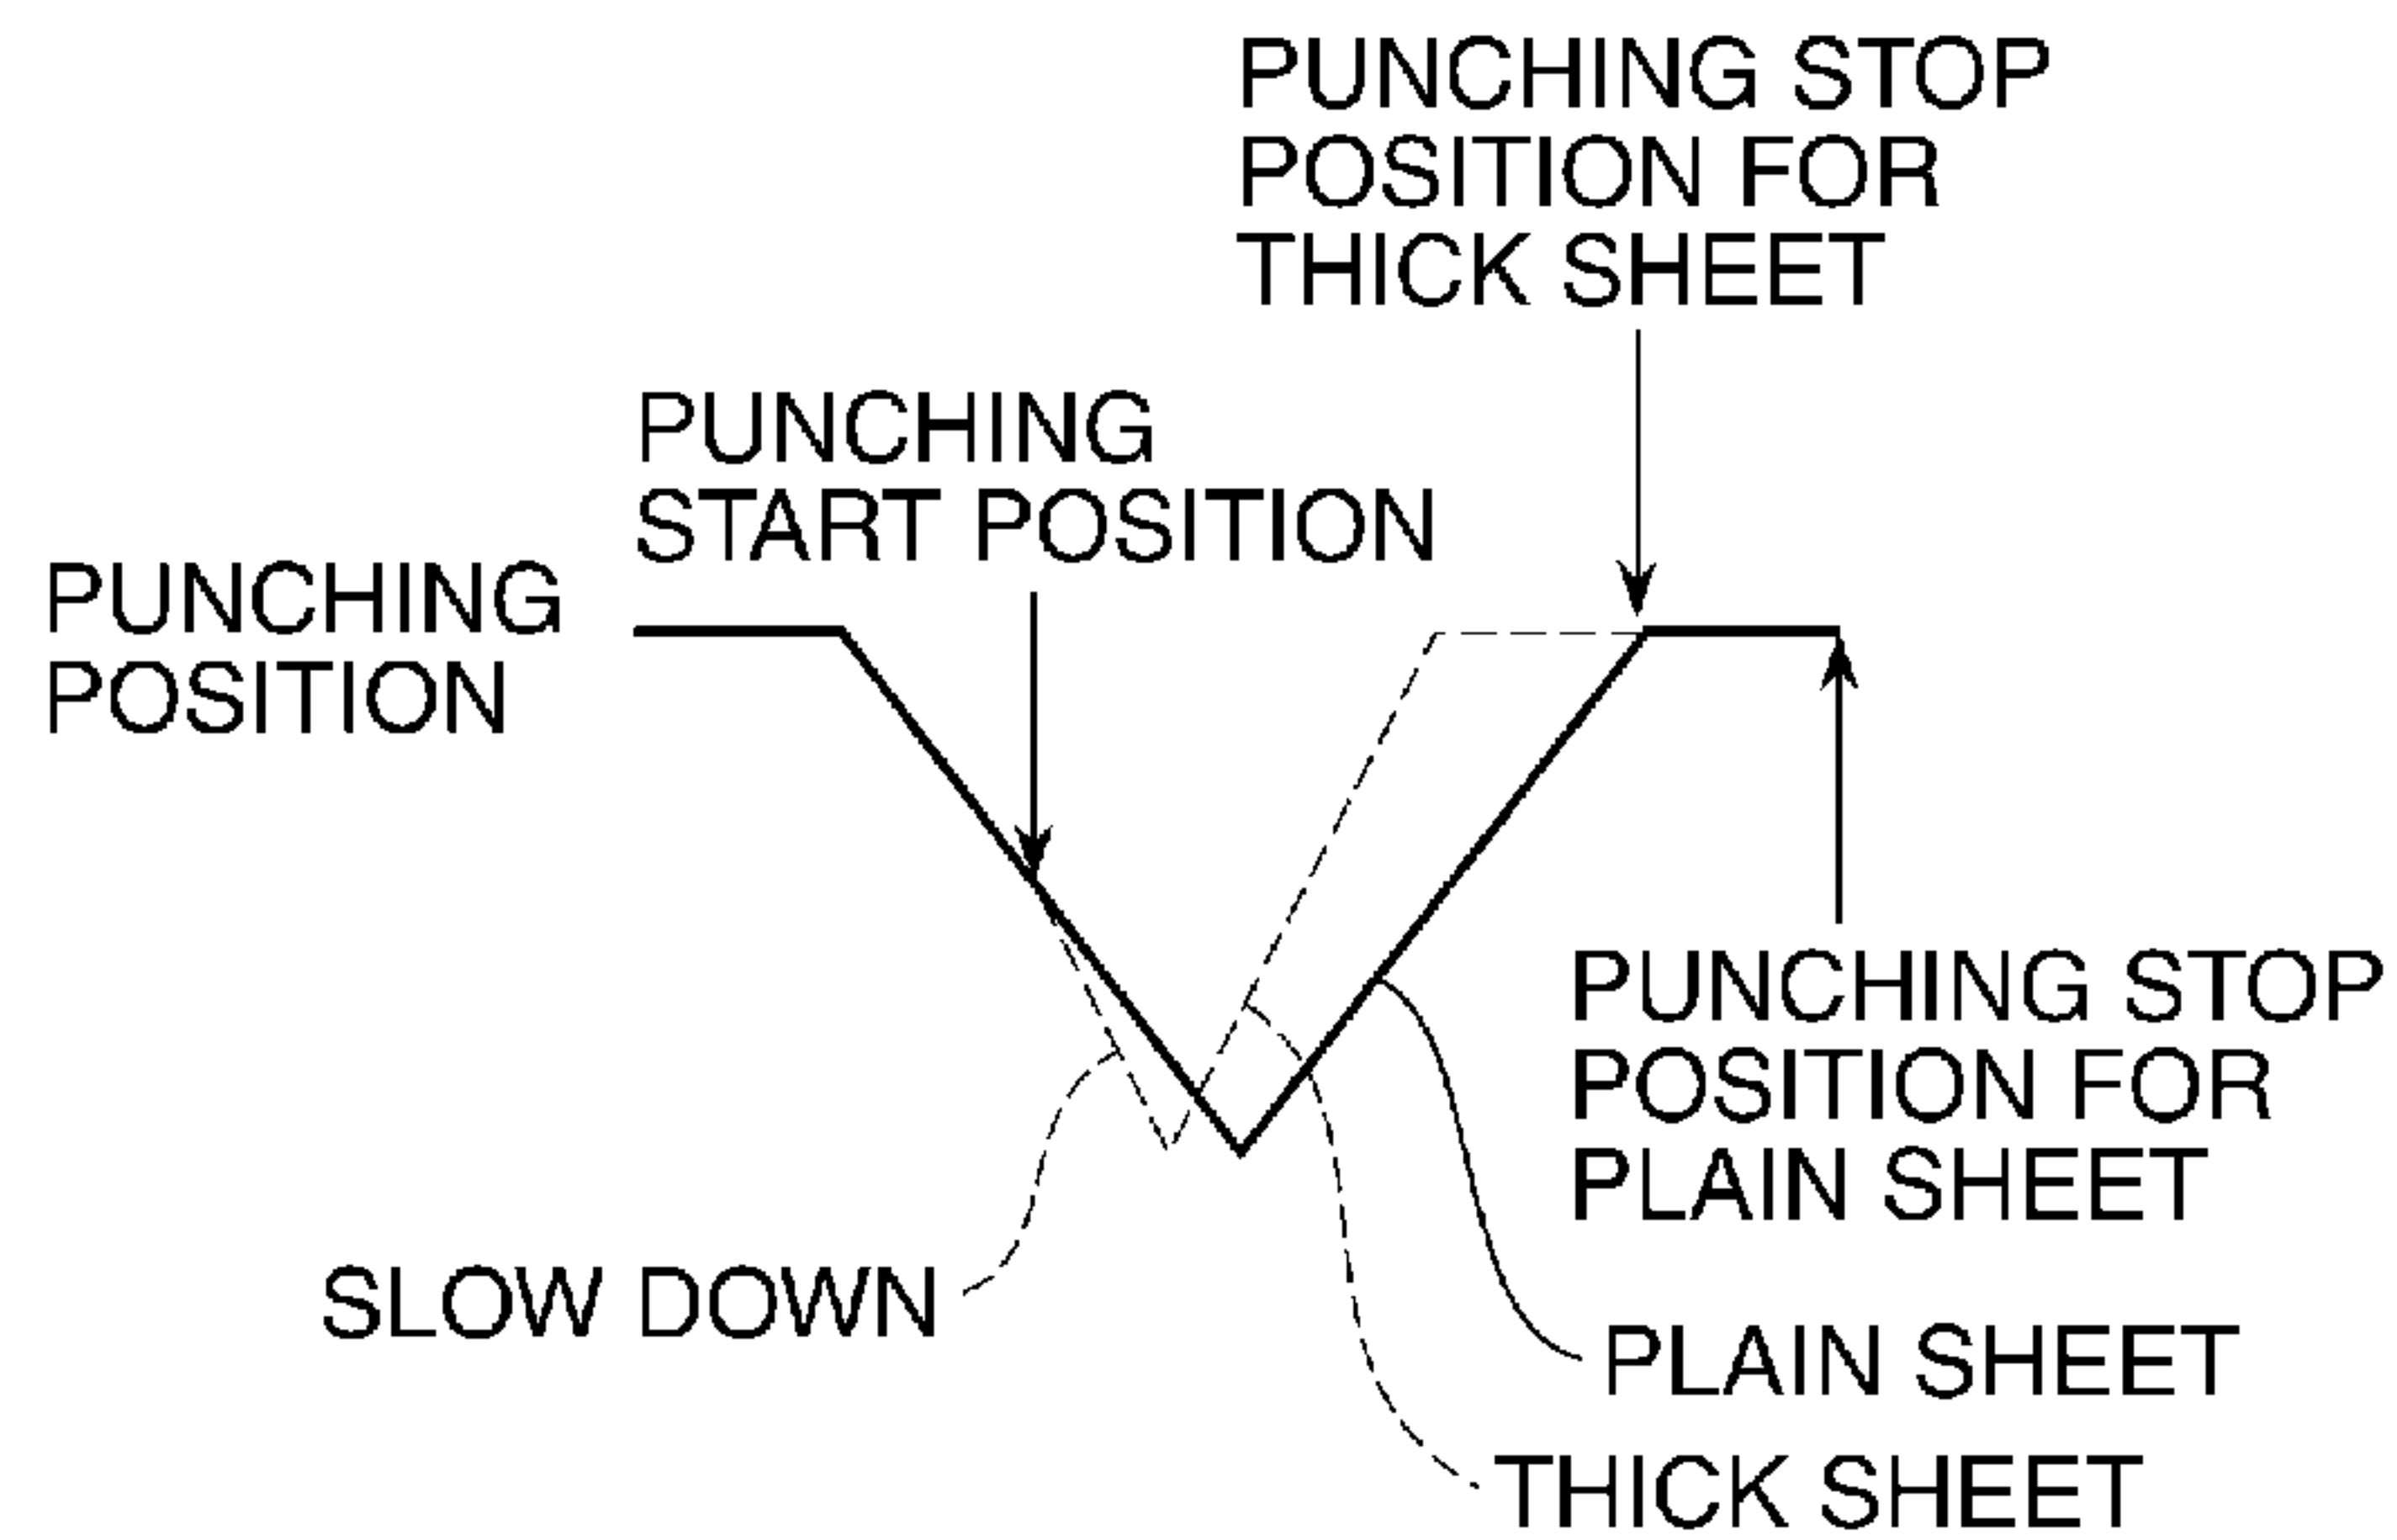 PUNCHING STOP
POSITION FOR
THICK SHEET
PUNCHING
START POSITION
PUNCHING
POSITION
PUNCHING STOP
POSITION FOR
PLAIN SHEET
SLOW DOWN
PLAIN SHEET
THICK SHEET